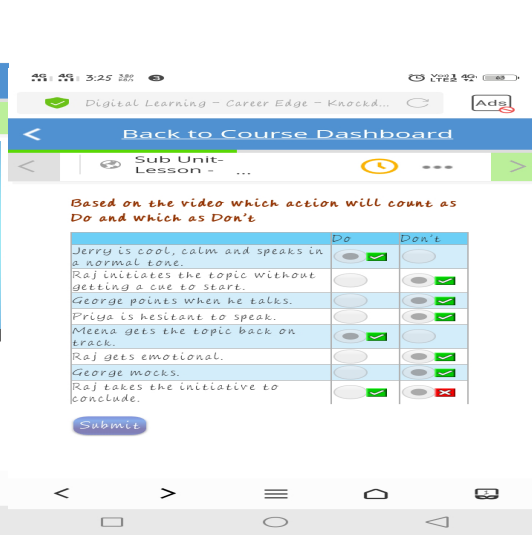 4G 4G 3:25
Digital Learning - Career Edge - Knockd... Ads
Back to Course Dashboard
< Sub Unit- ... >
Lesson - ...
Based on the video which action will count as
Do and which as Don't
Do Don't
Jerry is cool, calm and speaks in
a normal tone.
Raj initiates the topic without
getting a cue to start.
George points when he talks.
Priya is hesitant to speak.
Meena gets the topic back on
track.
Raj gets emotional.
George mocks.
Raj takes the initiative to
conclude.
Submit